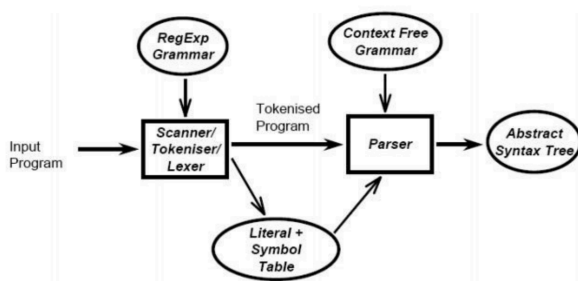 RegExp
Grammar
Context Free
Grammar
Input
Program
Scanner/
Tokeniser/
Lexer
Tokenised
Program
Parser
Abstract
Syntax Tree
Literal +
Symbol
Table